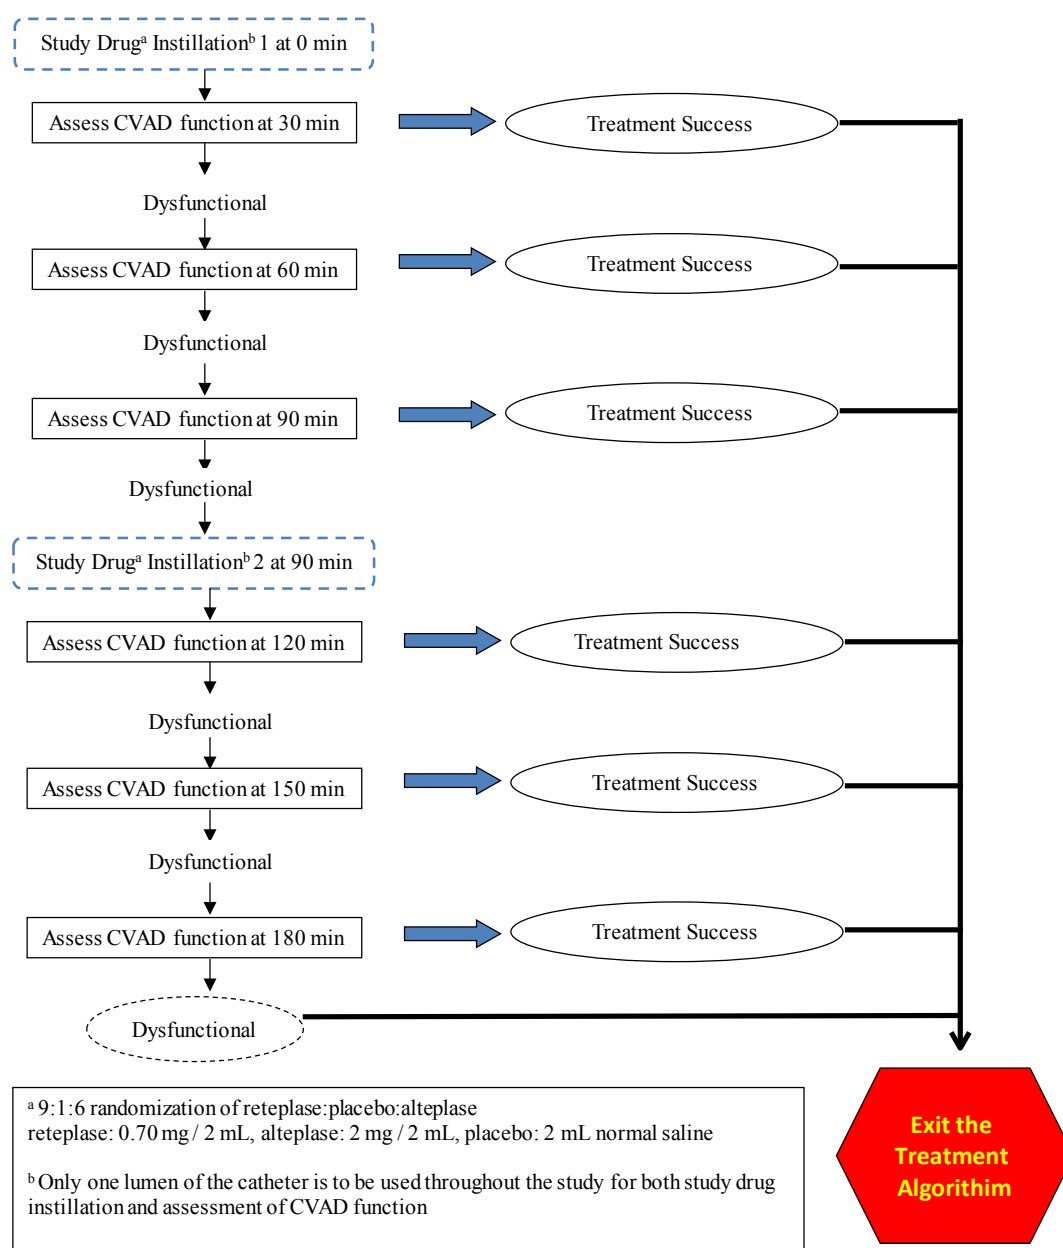 Study Drugᵃ Instillationᵇ 1 at 0 min
Assess CVAD function at 30 min
Treatment Success
Dysfunctional
Assess CVAD function at 60 min
Treatment Success
Dysfunctional
Assess CVAD function at 90 min
Treatment Success
Dysfunctional
Study Drugᵃ Instillationᵇ 2 at 90 min
Assess CVAD function at 120 min
Treatment Success
Dysfunctional
Assess CVAD function at 150 min
Treatment Success
Dysfunctional
Assess CVAD function at 180 min
Treatment Success
Dysfunctional
ᵃ 9:1:6 randomization of reteplase:placebo:alteplase
reteplase: 0.70 mg / 2 mL, alteplase: 2 mg / 2 mL, placebo: 2 mL normal saline
ᵇ Only one lumen of the catheter is to be used throughout the study for both study drug
instillation and assessment of CVAD function
Exit the
Treatment
Algorithim